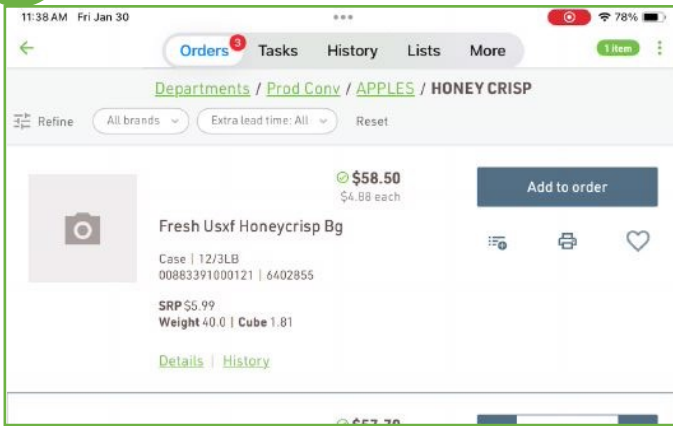 11:38 AM Fri Jan 30
78%
Orders 3 Tasks History Lists More 1 item
Departments / Prod Conv / APPLES / HONEY CRISP
Refine All brands Extra lead time: All Reset
$58.50
$4.88 each
Add to order
Fresh Usxf Honeycrisp Bg
Case | 12/3LB
00883391000121 | 6402855
SRP $5.99
Weight 40.0 | Cube 1.81
Details | History